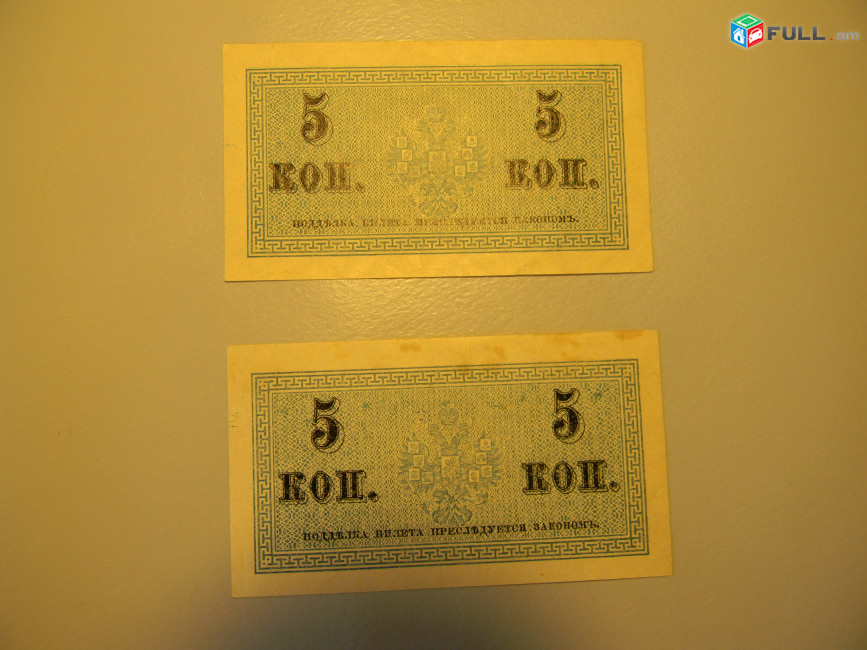 FULL.am
5 5
КОП. КОП.
ПОДДѢЛКА БИЛЕТА ПРЕСЛѢДУЕТСЯ ЗАКОНОМЪ.
5 5
КОП. КОП.
ПОДДѢЛКА БИЛЕТА ПРЕСЛѢДУЕТСЯ ЗАКОНОМЪ.